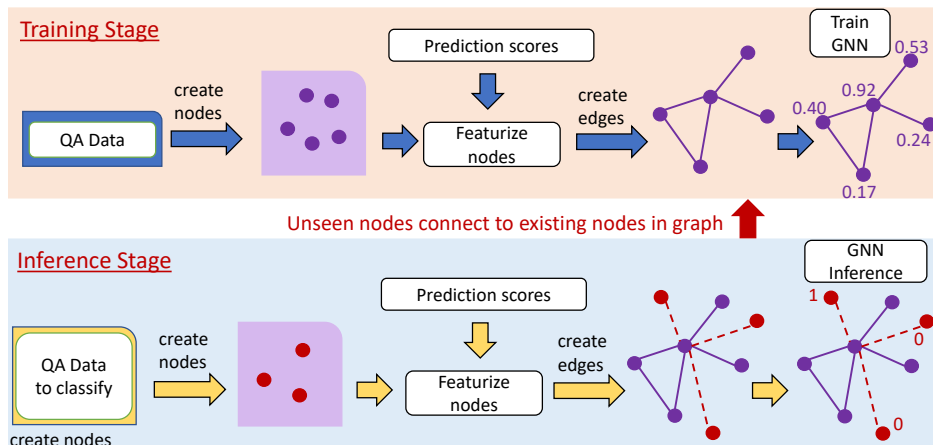 Training Stage
Prediction scores
Train
GNN
0.53
create
nodes
create
edges
0.92
0.40
QA Data
Featurize
nodes
0.24
0.17
Unseen nodes connect to existing nodes in graph
Inference Stage
GNN
Inference
Prediction scores
1
create
nodes
create
edges
0
QA Data
to classify
Featurize
nodes
0
create nodes